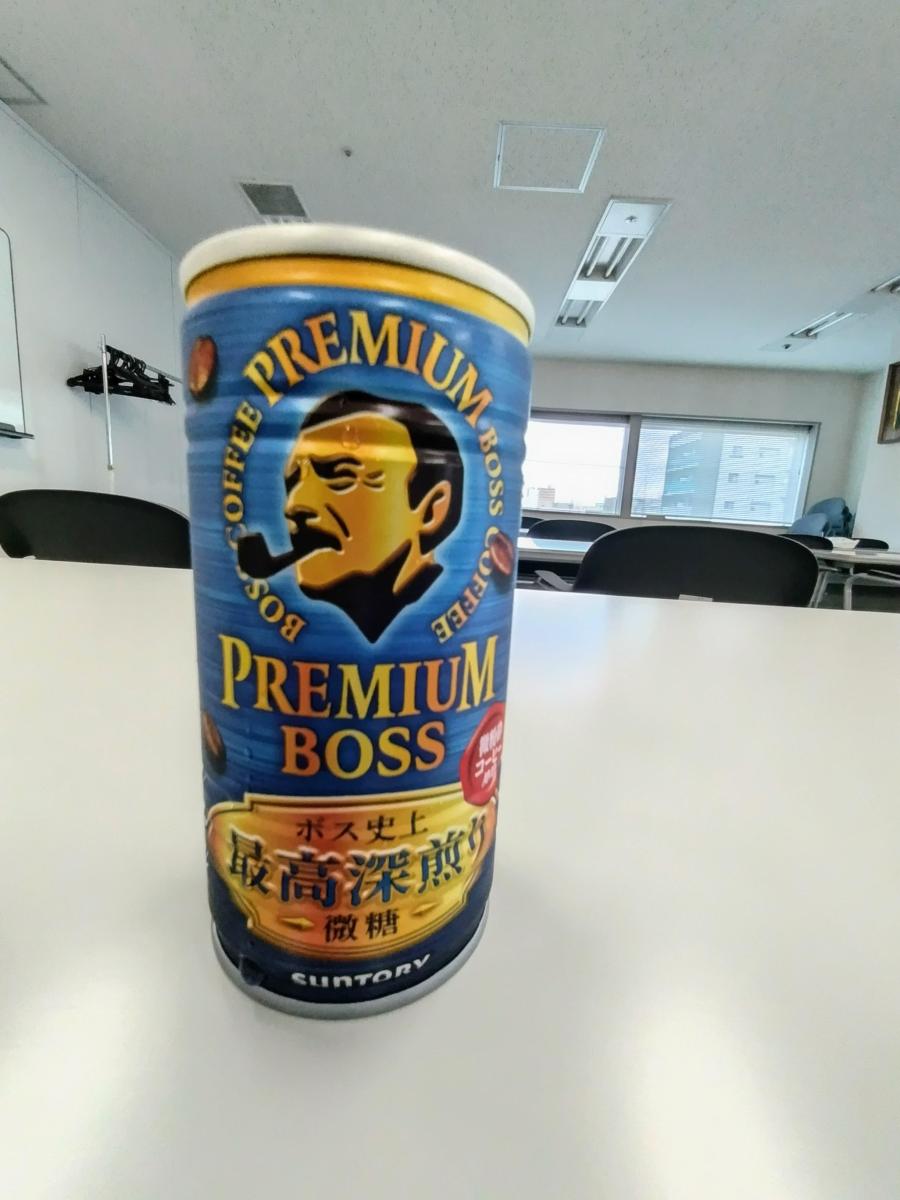 PREMIUM
BOSS COFFEE
BOSS COFFEE
PREMIUM
BOSS
ボス史上
最高深煎り
微糖
SUNTORY